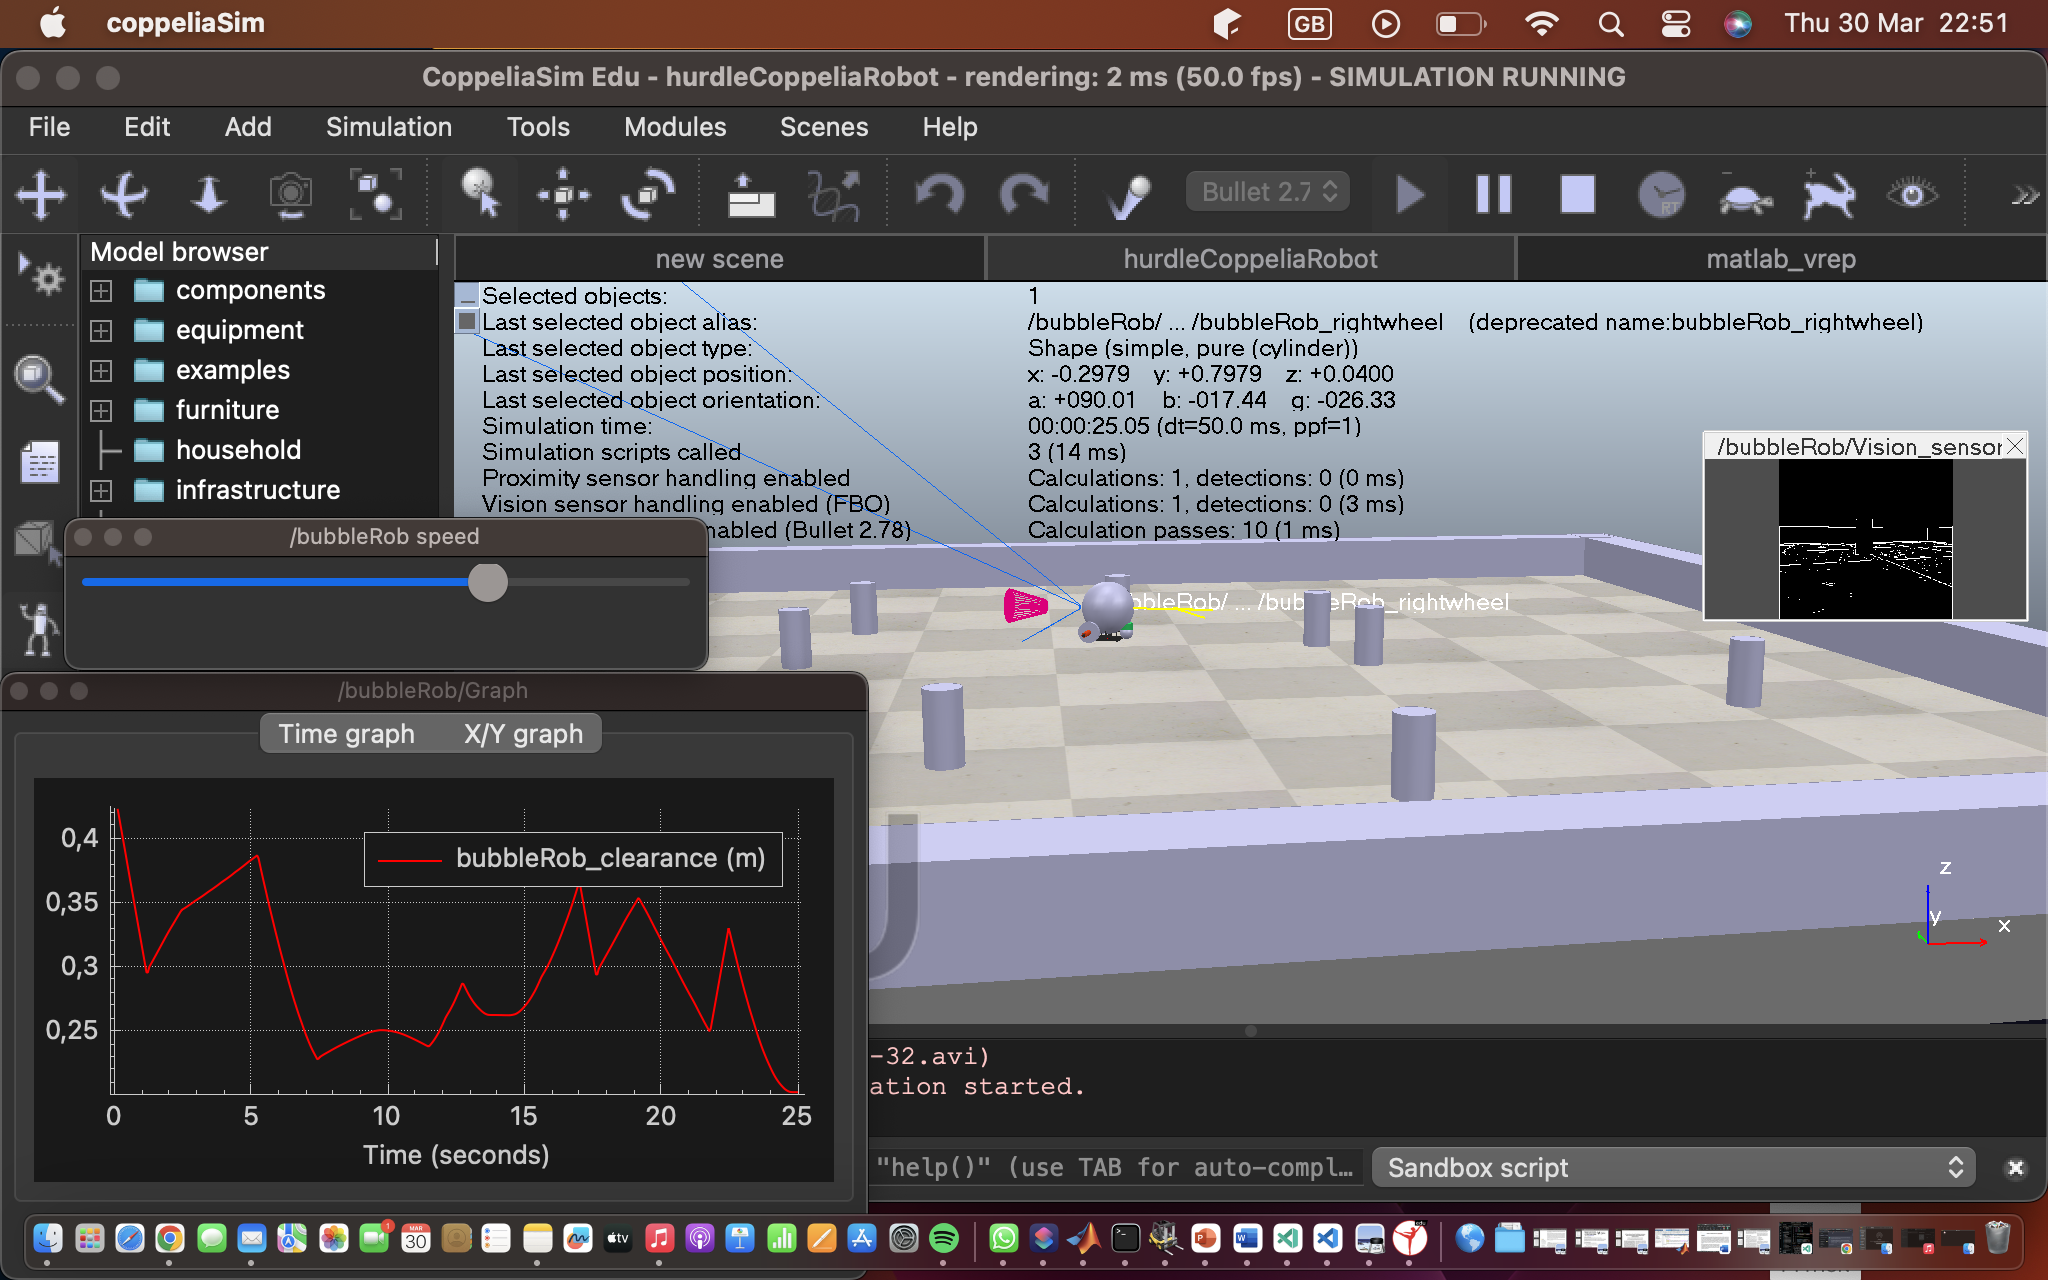 coppeliaSim
GB
Thu 30 Mar 22:51
CoppeliaSim Edu - hurdleCoppeliaRobot - rendering: 2 ms (50.0 fps) - SIMULATION RUNNING
File Edit Add Simulation Tools Modules Scenes Help
Bullet 2.7
RT
Model browser
components
equipment
examples
furniture
household
infrastructure
new scene
hurdleCoppeliaRobot
matlab_vrep
Selected objects: 1
Last selected object alias: /bubbleRob/ ... /bubbleRob_rightwheel (deprecated name:bubbleRob_rightwheel)
Last selected object type: Shape (simple, pure (cylinder))
Last selected object position: x: -0.2979 y: +0.7979 z: +0.0400
Last selected object orientation: a: +090.01 b: -017.44 g: -026.33
Simulation time: 00:00:25.05 (dt=50.0 ms, ppf=1)
Simulation scripts called 3 (14 ms)
Proximity sensor handling enabled Calculations: 1, detections: 0 (0 ms)
Vision sensor handling enabled (FBO) Calculations: 1, detections: 0 (3 ms)
nabled (Bullet 2.78) Calculation passes: 10 (1 ms)
/bubbleRob/Vision_sensor
/bubbleRob speed
bbleRob/ ... /bubbleRob_rightwheel
/bubbleRob/Graph
Time graph X/Y graph
bubbleRob_clearance (m)
0,4
0,35
0,3
0,25
0 5 10 15 20 25
Time (seconds)
z
y
x
-32.avi)
ation started.
"help()" (use TAB for auto-compl...
Sandbox script
1
MAR
30
tv